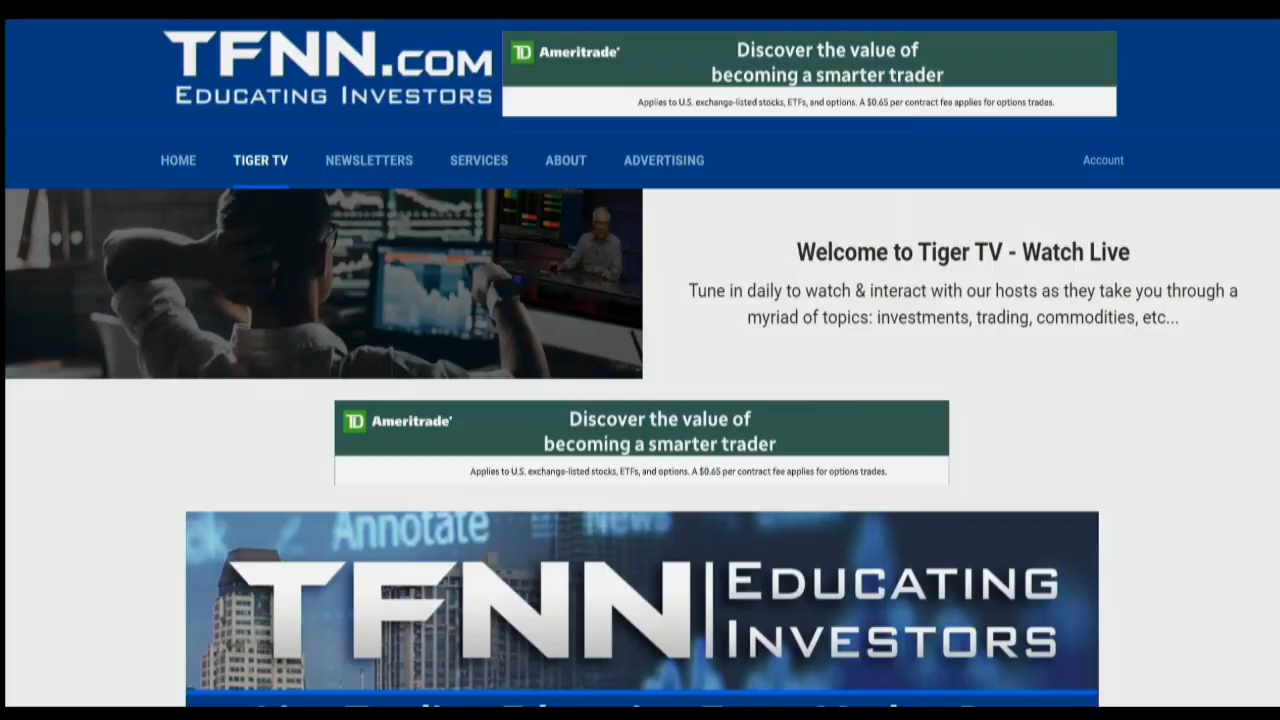 TFNN.COM
EDUCATING INVESTORS
TD Ameritrade
Discover the value of
becoming a smarter trader
Applies to U.S. exchange-listed stocks, ETFs, and options. A $0.65 per contract fee applies for options trades.
HOME TIGER TV NEWSLETTERS SERVICES ABOUT ADVERTISING Account
Welcome to Tiger TV - Watch Live
Tune in daily to watch & interact with our hosts as they take you through a
myriad of topics: investments, trading, commodities, etc...
TD Ameritrade
Discover the value of
becoming a smarter trader
Applies to U.S. exchange-listed stocks, ETFs, and options. A $0.65 per contract fee applies for options trades.
Annotate News
TFNN EDUCATING
INVESTORS